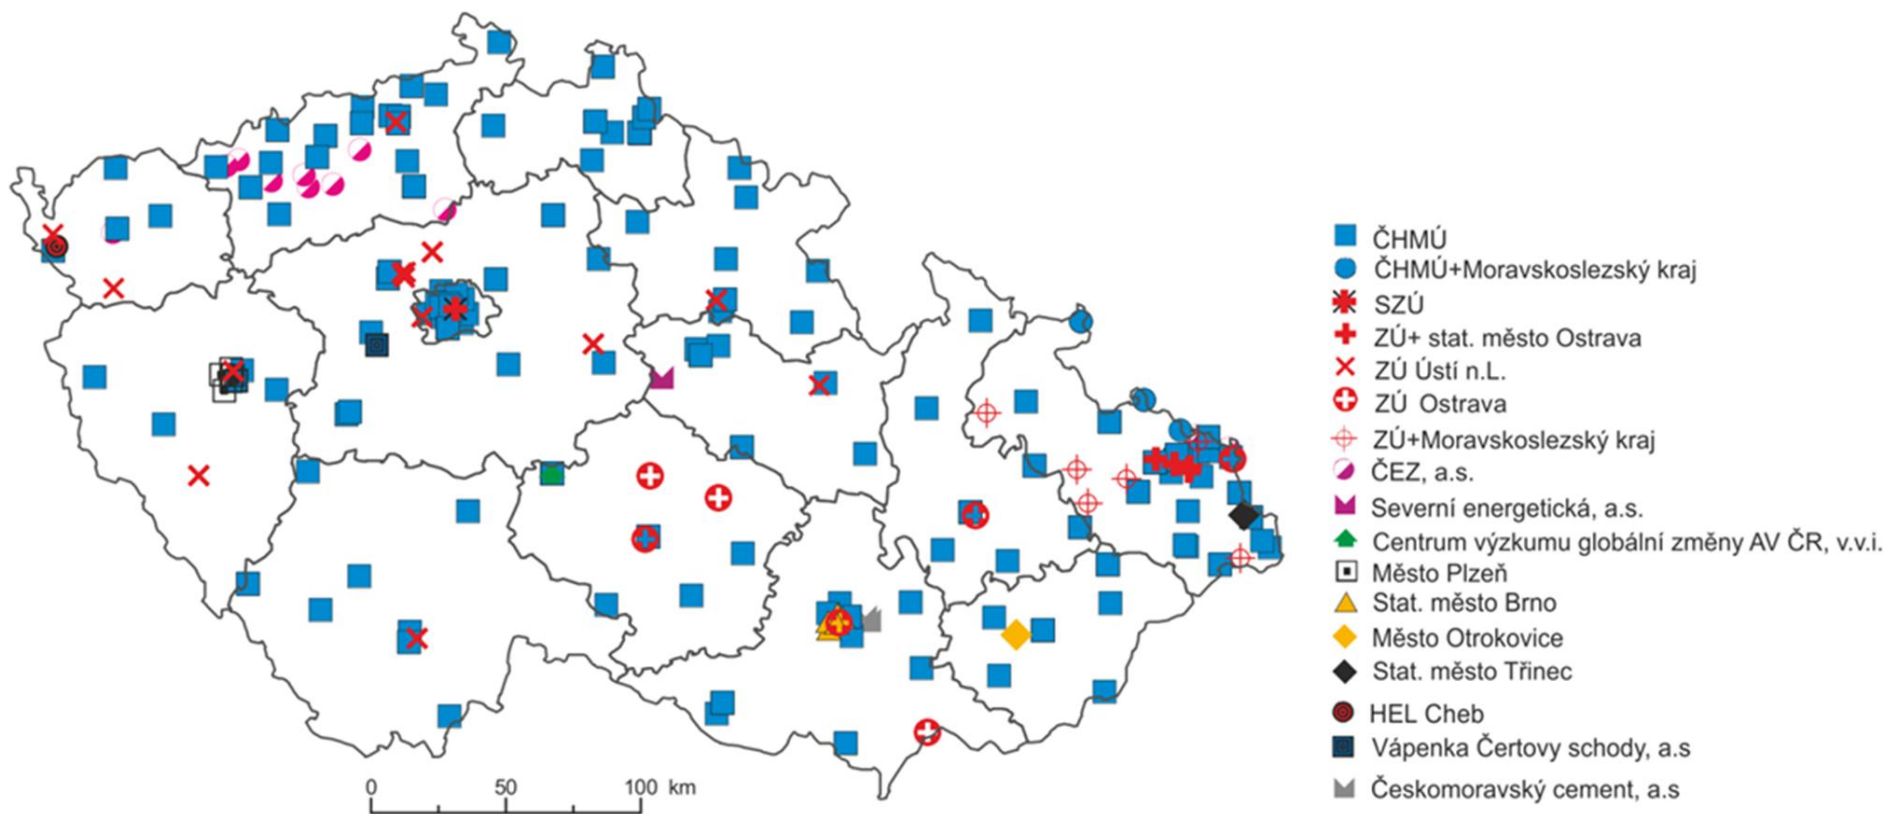 ČHMÚ
ČHMÚ+Moravskoslezský kraj
SZÚ
ZÚ+ stat. město Ostrava
ZÚ Ústí n.L.
ZÚ Ostrava
ZÚ+Moravskoslezský kraj
ČEZ, a.s.
Severní energetická, a.s.
Centrum výzkumu globální změny AV ČR, v.v.i.
Město Plzeň
Stat. město Brno
Město Otrokovice
Stat. město Třinec
HEL Cheb
Vápenka Čertovy schody, a.s
Českomoravský cement, a.s
0 50 100 km